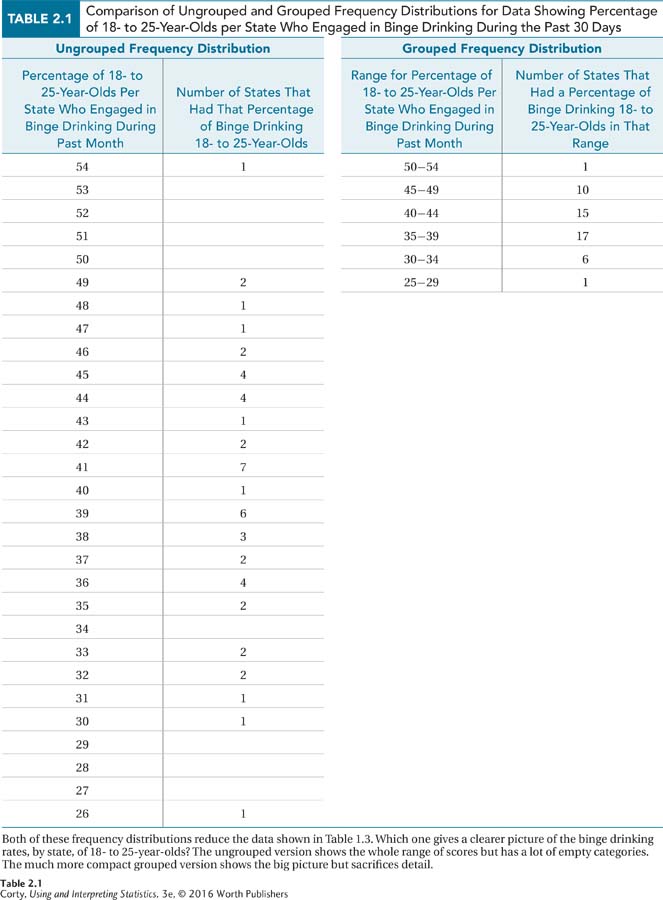 TABLE 2.1
Comparison of Ungrouped and Grouped Frequency Distributions for Data Showing Percentage
of 18- to 25-Year-Olds per State Who Engaged in Binge Drinking During the Past 30 Days
Ungrouped Frequency Distribution
Percentage of 18- to
25-Year-Olds Per
State Who Engaged in
Binge Drinking During
Past Month
Number of States That
Had That Percentage
of Binge Drinking
18- to 25-Year-Olds
54 1
53
52
51
50
49 2
48 1
47 1
46 2
45 4
44 4
43 1
42 2
41 7
40 1
39 6
38 3
37 2
36 4
35 2
34
33 2
32 2
31 1
30 1
29
28
27
26 1
Grouped Frequency Distribution
Range for Percentage of
18- to 25-Year-Olds Per
State Who Engaged in
Binge Drinking During
Past Month
Number of States That
Had a Percentage of
Binge Drinking 18- to
25-Year-Olds in That
Range
50–54 1
45–49 10
40–44 15
35–39 17
30–34 6
25–29 1
Both of these frequency distributions reduce the data shown in Table 1.3. Which one gives a clearer picture of the binge drinking
rates, by state, of 18- to 25-year-olds? The ungrouped version shows the whole range of scores but has a lot of empty categories.
The much more compact grouped version shows the big picture but sacrifices detail.
Table 2.1
Corty, Using and Interpreting Statistics, 3e, © 2016 Worth Publishers